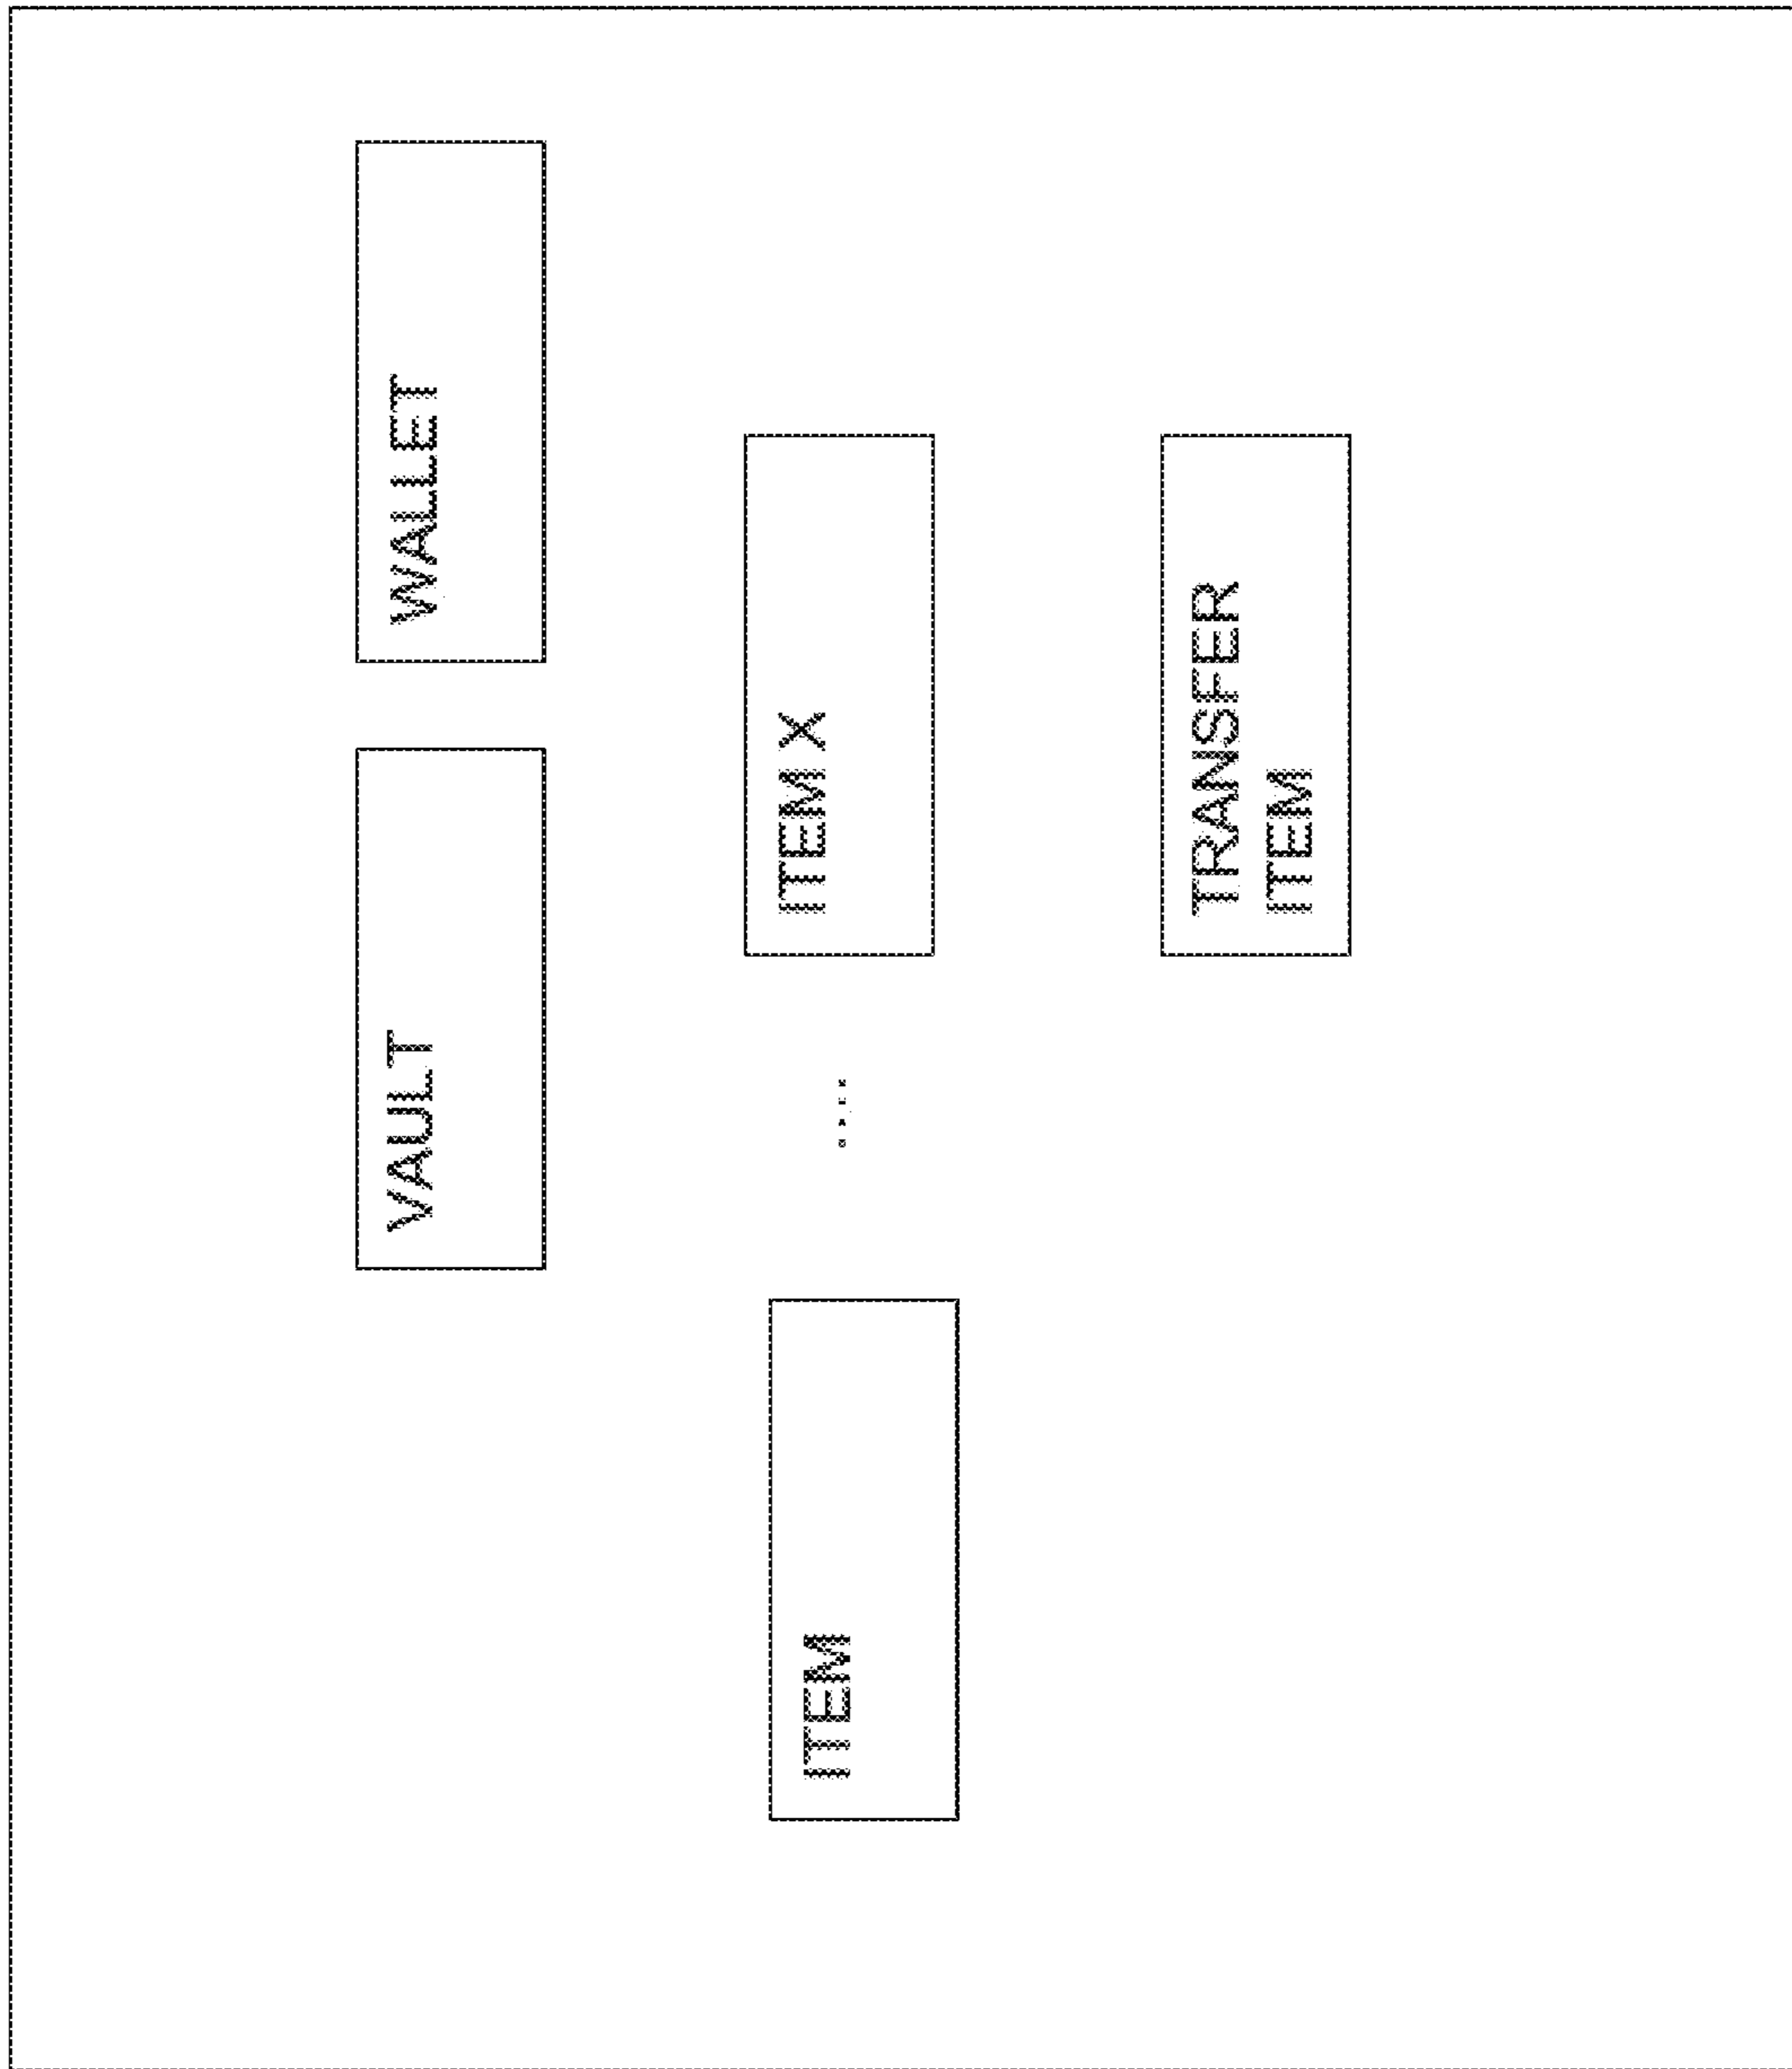 VAULT
WALLET
ITEM
....
ITEM X
TRANSFER
ITEM